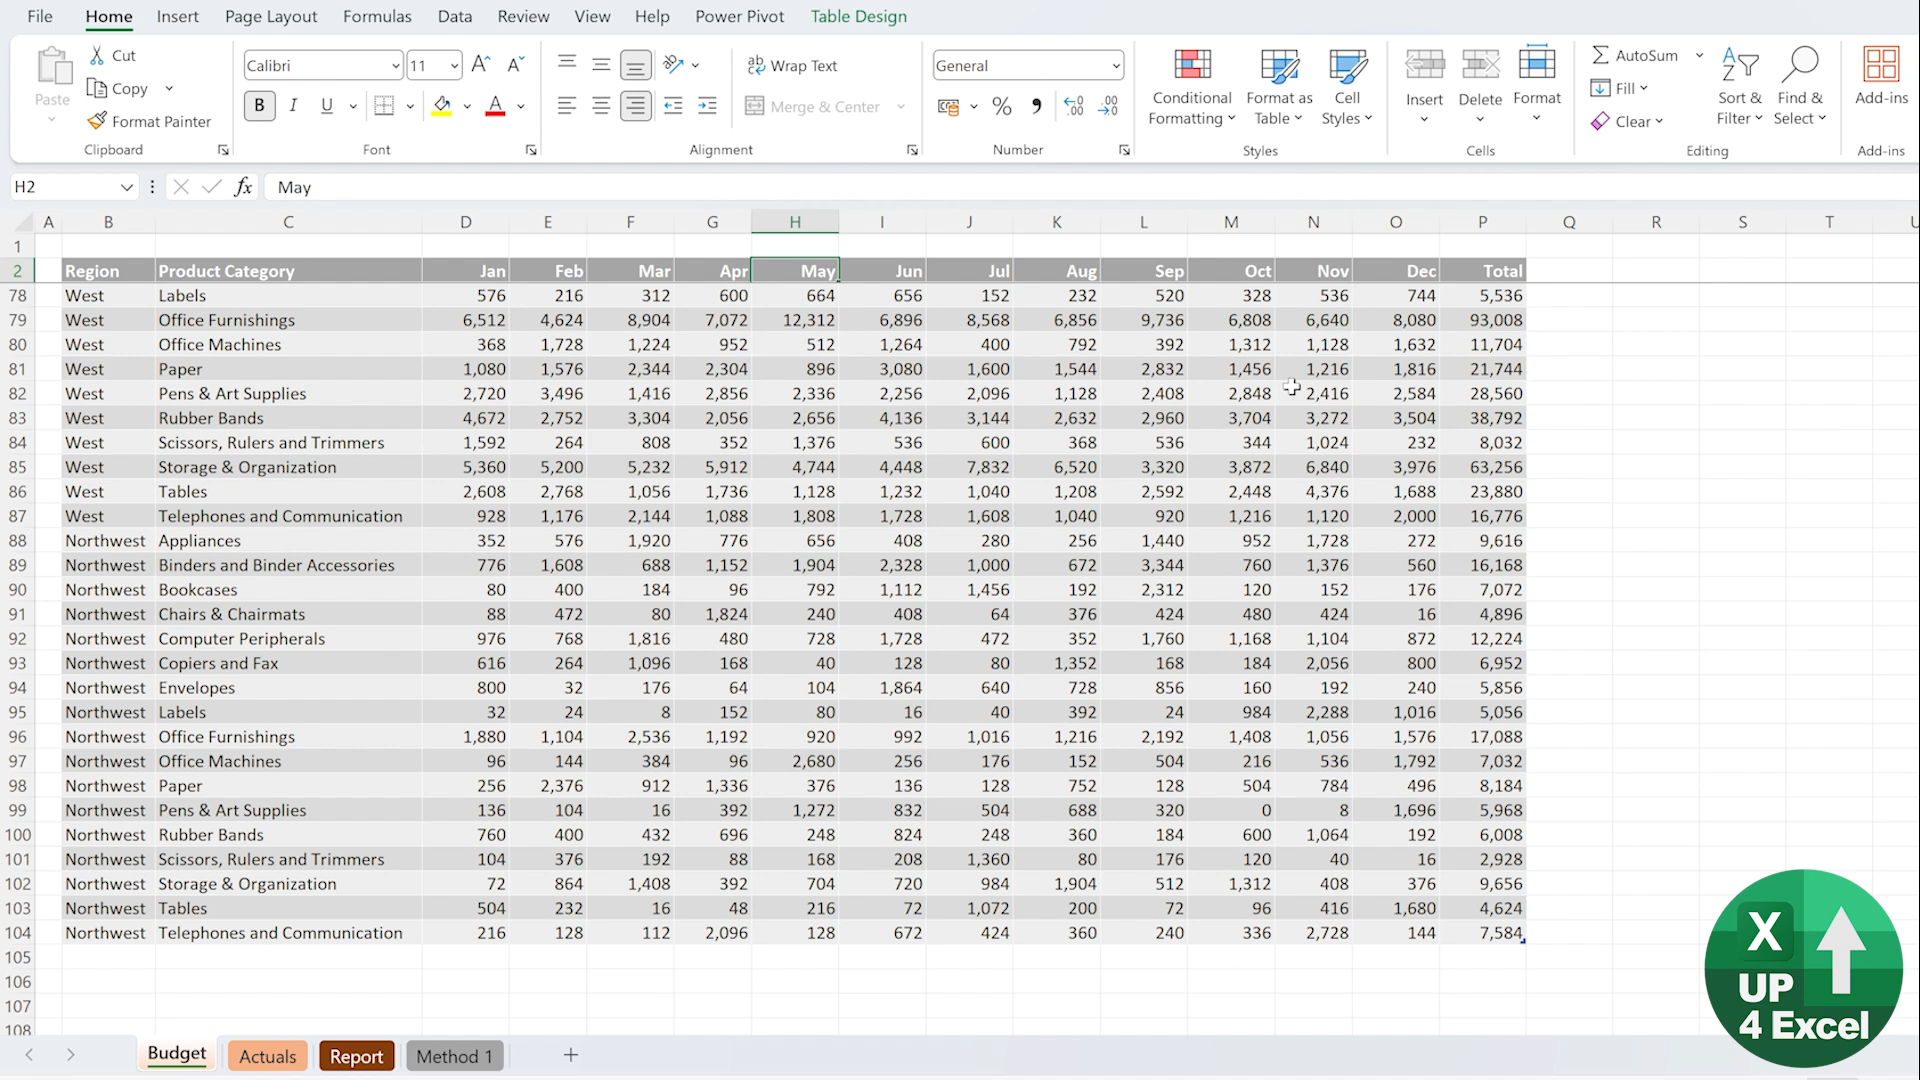 File Home Insert Page Layout Formulas Data Review View Help Power Pivot Table Design
Paste
Cut
Copy
Format Painter
Clipboard
Calibri 11
B I U
Font
Wrap Text
Merge & Center
Alignment
General
Number
Conditional Formatting
Format as Table
Cell Styles
Styles
Insert Delete Format
Cells
AutoSum
Fill
Clear
Sort & Filter
Find & Select
Editing
Add-ins
Add-ins
H2 fx May
A B C D E F G H I J K L M N O P Q R S T U
1
2 Region Product Category Jan Feb Mar Apr May Jun Jul Aug Sep Oct Nov Dec Total
78 West Labels 576 216 312 600 664 656 152 232 520 328 536 744 5,536
79 West Office Furnishings 6,512 4,624 8,904 7,072 12,312 6,896 8,568 6,856 9,736 6,808 6,640 8,080 93,008
80 West Office Machines 368 1,728 1,224 952 512 1,264 400 792 392 1,312 1,128 1,632 11,704
81 West Paper 1,080 1,576 2,344 2,304 896 3,080 1,600 1,544 2,832 1,456 1,216 1,816 21,744
82 West Pens & Art Supplies 2,720 3,496 1,416 2,856 2,336 2,256 2,096 1,128 2,408 2,848 2,416 2,584 28,560
83 West Rubber Bands 4,672 2,752 3,304 2,056 2,656 4,136 3,144 2,632 2,960 3,704 3,272 3,504 38,792
84 West Scissors, Rulers and Trimmers 1,592 264 808 352 1,376 536 600 368 536 344 1,024 232 8,032
85 West Storage & Organization 5,360 5,200 5,232 5,912 4,744 4,448 7,832 6,520 3,320 3,872 6,840 3,976 63,256
86 West Tables 2,608 2,768 1,056 1,736 1,128 1,232 1,040 1,208 2,592 2,448 4,376 1,688 23,880
87 West Telephones and Communication 928 1,176 2,144 1,088 1,808 1,728 1,608 1,040 920 1,216 1,120 2,000 16,776
88 Northwest Appliances 352 576 1,920 776 656 408 280 256 1,440 952 1,728 272 9,616
89 Northwest Binders and Binder Accessories 776 1,608 688 1,152 1,904 2,328 1,000 672 3,344 760 1,376 560 16,168
90 Northwest Bookcases 80 400 184 96 792 1,112 1,456 192 2,312 120 152 176 7,072
91 Northwest Chairs & Chairmats 88 472 80 1,824 240 408 64 376 424 480 424 16 4,896
92 Northwest Computer Peripherals 976 768 1,816 480 728 1,728 472 352 1,760 1,168 1,104 872 12,224
93 Northwest Copiers and Fax 616 264 1,096 168 40 128 80 1,352 168 184 2,056 800 6,952
94 Northwest Envelopes 800 32 176 64 104 1,864 640 728 856 160 192 240 5,856
95 Northwest Labels 32 24 8 152 80 16 40 392 24 984 2,288 1,016 5,056
96 Northwest Office Furnishings 1,880 1,104 2,536 1,192 920 992 1,016 1,216 2,192 1,408 1,056 1,576 17,088
97 Northwest Office Machines 96 144 384 96 2,680 256 176 152 504 216 536 1,792 7,032
98 Northwest Paper 256 2,376 912 1,336 376 136 128 752 128 504 784 496 8,184
99 Northwest Pens & Art Supplies 136 104 16 392 1,272 832 504 688 320 0 8 1,696 5,968
100 Northwest Rubber Bands 760 400 432 696 248 824 248 360 184 600 1,064 192 6,008
101 Northwest Scissors, Rulers and Trimmers 104 376 192 88 168 208 1,360 80 176 120 40 16 2,928
102 Northwest Storage & Organization 72 864 1,408 392 704 720 984 1,904 512 1,312 408 376 9,656
103 Northwest Tables 504 232 16 48 216 72 1,072 200 72 96 416 1,680 4,624
104 Northwest Telephones and Communication 216 128 112 2,096 128 672 424 360 240 336 2,728 144 7,584
105
106
107
108
Budget Actuals Report Method 1
X
UP
4 Excel